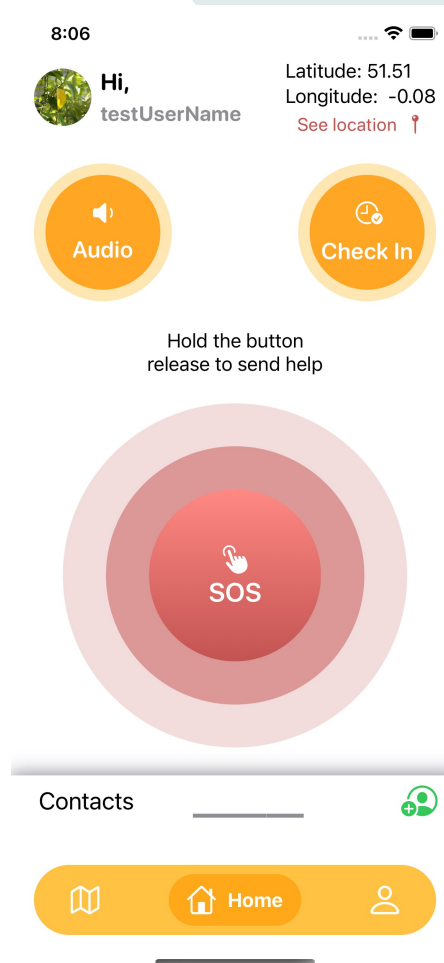 8:06
Hi,
testUserName
Latitude: 51.51
Longitude: -0.08
See location
Audio
Check In
Hold the button
release to send help
SOS
Contacts
Home